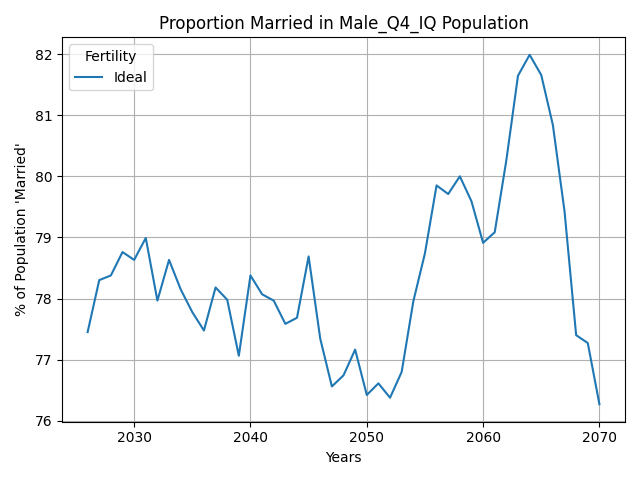 Proportion Married in Male_Q4_IQ Population
Fertility
Ideal
% of Population 'Married'
82
81
80
79
78
77
76
2030
2040
2050
2060
2070
Years